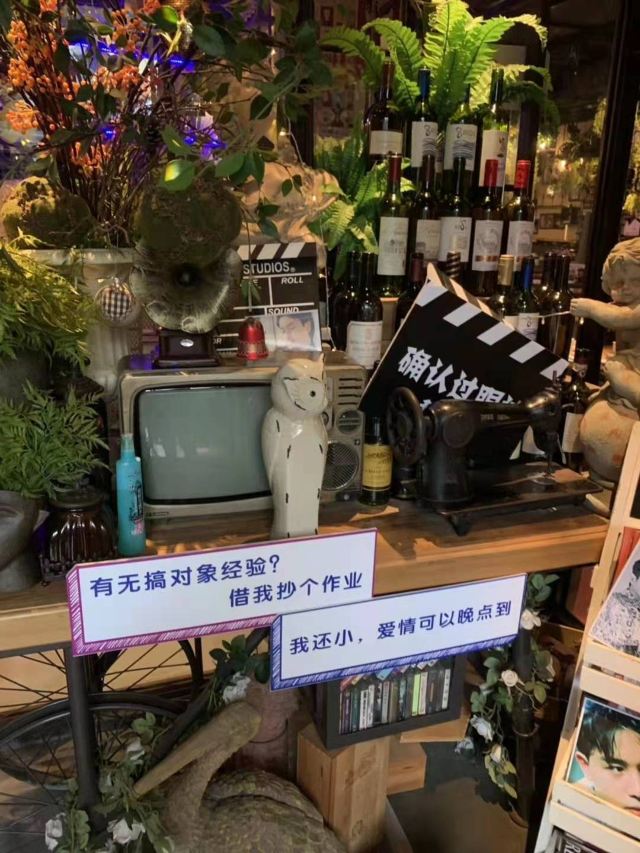 STUDIOS
ROLL
SOUND
确认过眼
有无搞对象经验?
借我抄个作业
我还小，爱情可以晚点到